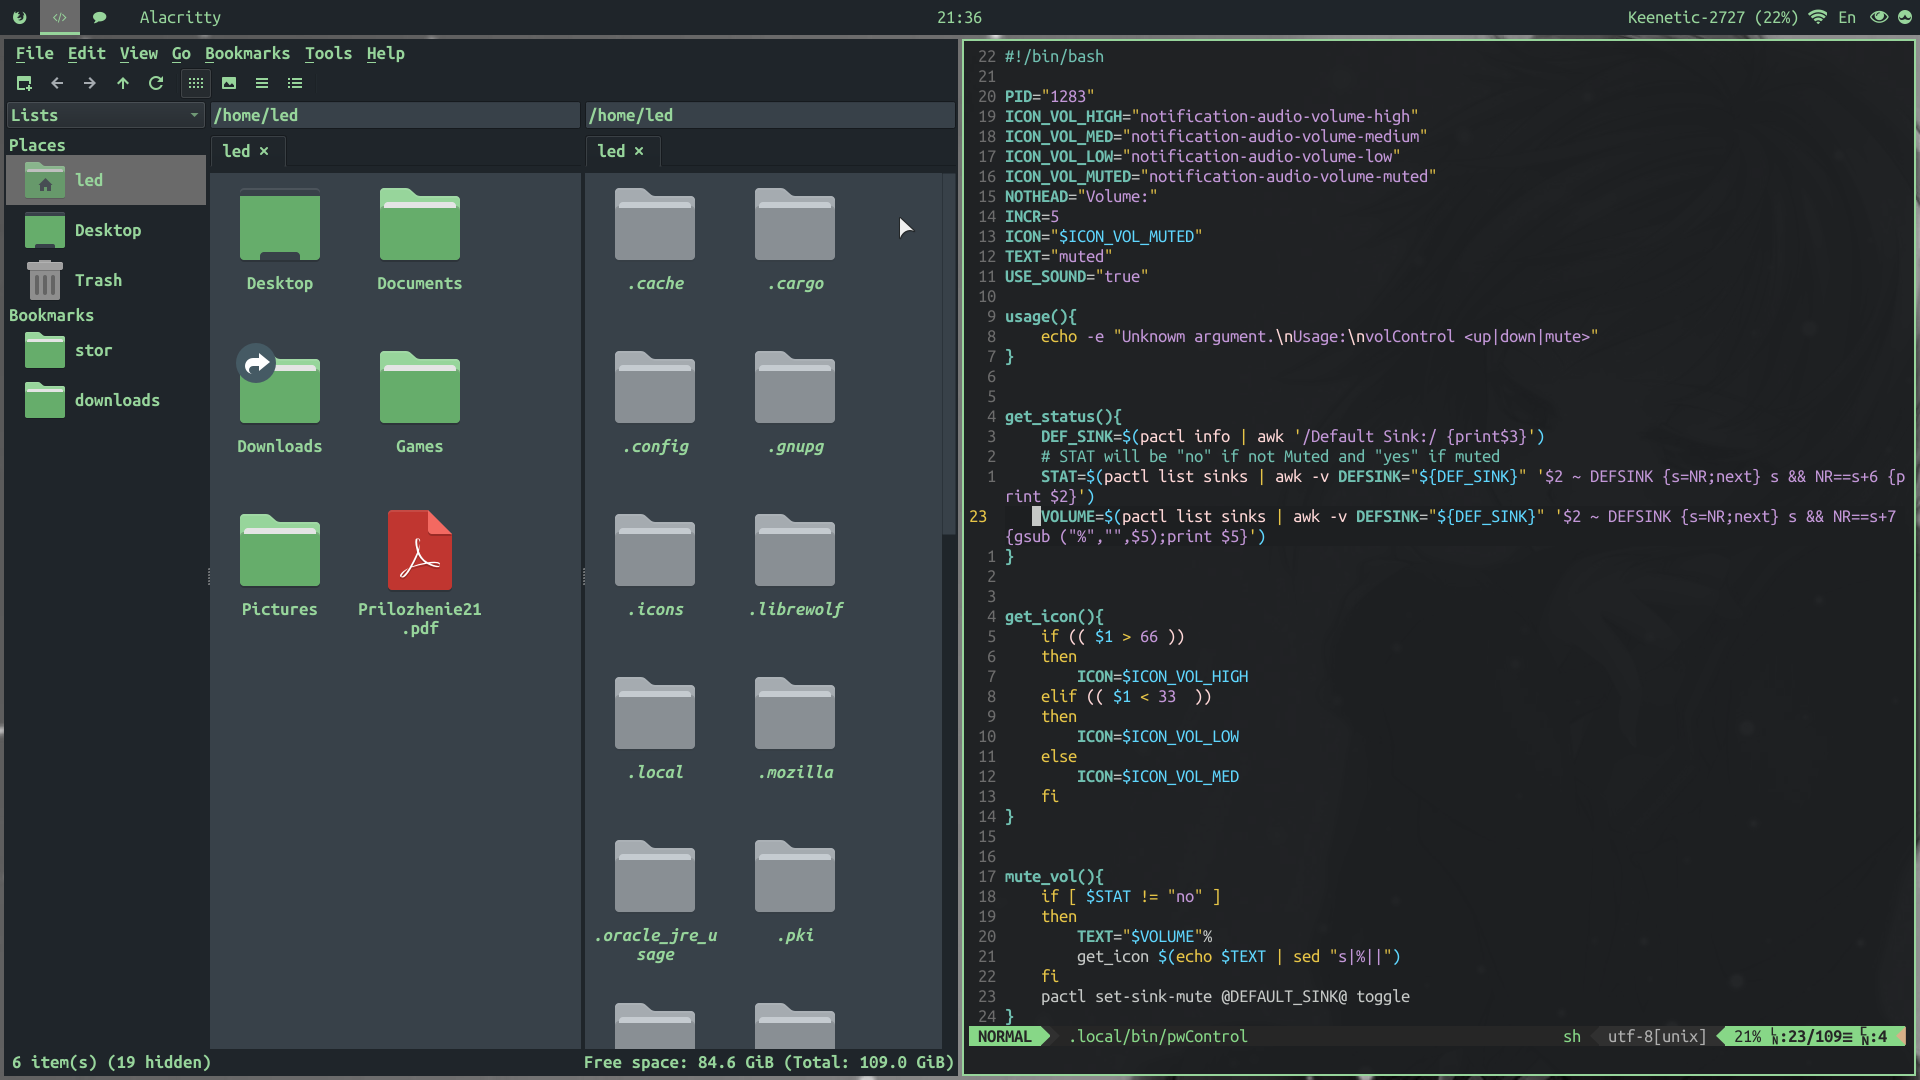 Alacritty
21:36
Keenetic-2727 (22%) En
File Edit View Go Bookmarks Tools Help
Lists
/home/led
/home/led
Places
led ×
led ×
led
Desktop
Trash
Bookmarks
stor
downloads
Desktop
Documents
Downloads
Games
Pictures
Prilozhenie21
.pdf
.cache
.cargo
.config
.gnupg
.icons
.librewolf
.local
.mozilla
.oracle_jre_u
sage
.pki
6 item(s) (19 hidden)
Free space: 84.6 GiB (Total: 109.0 GiB)
22 #!/bin/bash
21
20 PID="1283"
19 ICON_VOL_HIGH="notification-audio-volume-high"
18 ICON_VOL_MED="notification-audio-volume-medium"
17 ICON_VOL_LOW="notification-audio-volume-low"
16 ICON_VOL_MUTED="notification-audio-volume-muted"
15 NOTHEAD="Volume:"
14 INCR=5
13 ICON="$ICON_VOL_MUTED"
12 TEXT="muted"
11 USE_SOUND="true"
10
9 usage(){
8     echo -e "Unknowm argument.\nUsage:\nvolControl <up|down|mute>"
7 }
6
5
4 get_status(){
3     DEF_SINK=$(pactl info | awk '/Default Sink:/ {print$3}')
2     # STAT will be "no" if not Muted and "yes" if muted
1     STAT=$(pactl list sinks | awk -v DEFSINK="${DEF_SINK}" '$2 ~ DEFSINK {s=NR;next} s && NR==s+6 {p
rint $2}')
23    VOLUME=$(pactl list sinks | awk -v DEFSINK="${DEF_SINK}" '$2 ~ DEFSINK {s=NR;next} s && NR==s+7
{gsub ("%","",$5);print $5}')
1 }
2
3
4 get_icon(){
5     if (( $1 > 66 ))
6     then
7         ICON=$ICON_VOL_HIGH
8     elif (( $1 < 33  ))
9     then
10         ICON=$ICON_VOL_LOW
11     else
12         ICON=$ICON_VOL_MED
13     fi
14 }
15
16
17 mute_vol(){
18     if [ $STAT != "no" ]
19     then
20         TEXT="$VOLUME"%
21         get_icon $(echo $TEXT | sed "s|%||")
22     fi
23     pactl set-sink-mute @DEFAULT_SINK@ toggle
24 }
NORMAL .local/bin/pwControl sh utf-8[unix] 21% LN:23/109≡ CN:4